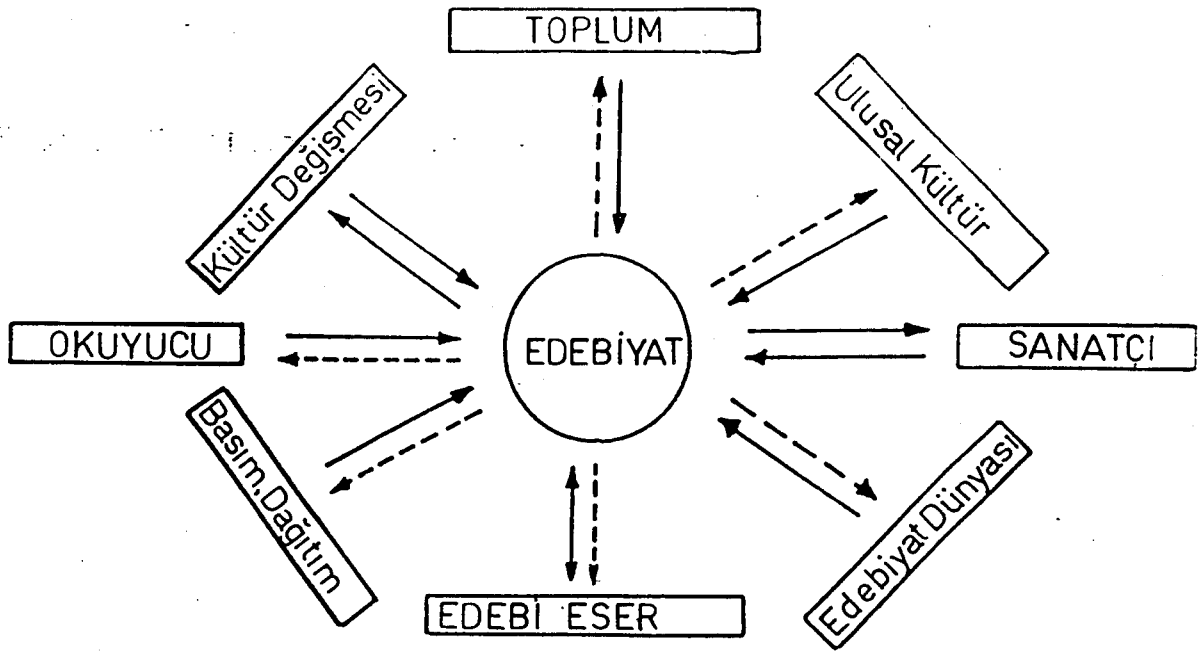 TOPLUM
Kültür Değişmesi
Ulusal Kültür
OKUYUCU
EDEBİYAT
SANATÇI
Basım, Dağıtım
Edebiyat Dünyası
EDEBİ ESER